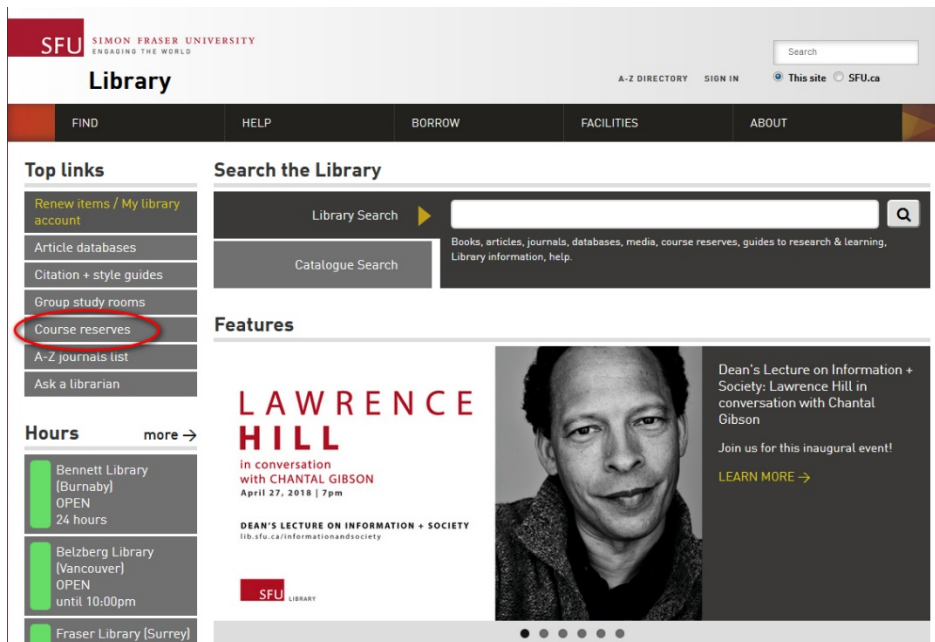 SFU SIMON FRASER UNIVERSITY
ENGAGING THE WORLD
Library
Search
A-Z DIRECTORY SIGN IN This site SFU.ca
FIND HELP BORROW FACILITIES ABOUT
Top links
Renew items / My library
account
Article databases
Citation + style guides
Group study rooms
Course reserves
A-Z journals list
Ask a librarian
Hours more →
Bennett Library
(Burnaby)
OPEN
24 hours
Belzberg Library
(Vancouver)
OPEN
until 10:00pm
Fraser Library (Surrey)
Search the Library
Library Search
Catalogue Search
Books, articles, journals, databases, media, course reserves, guides to research & learning,
Library information, help.
Features
LAWRENCE
HILL
in conversation
with CHANTAL GIBSON
April 27, 2018 | 7pm
DEAN'S LECTURE ON INFORMATION + SOCIETY
lib.sfu.ca/informationandsociety
SFU LIBRARY
Dean's Lecture on Information +
Society: Lawrence Hill in
conversation with Chantal
Gibson
Join us for this inaugural event!
LEARN MORE →